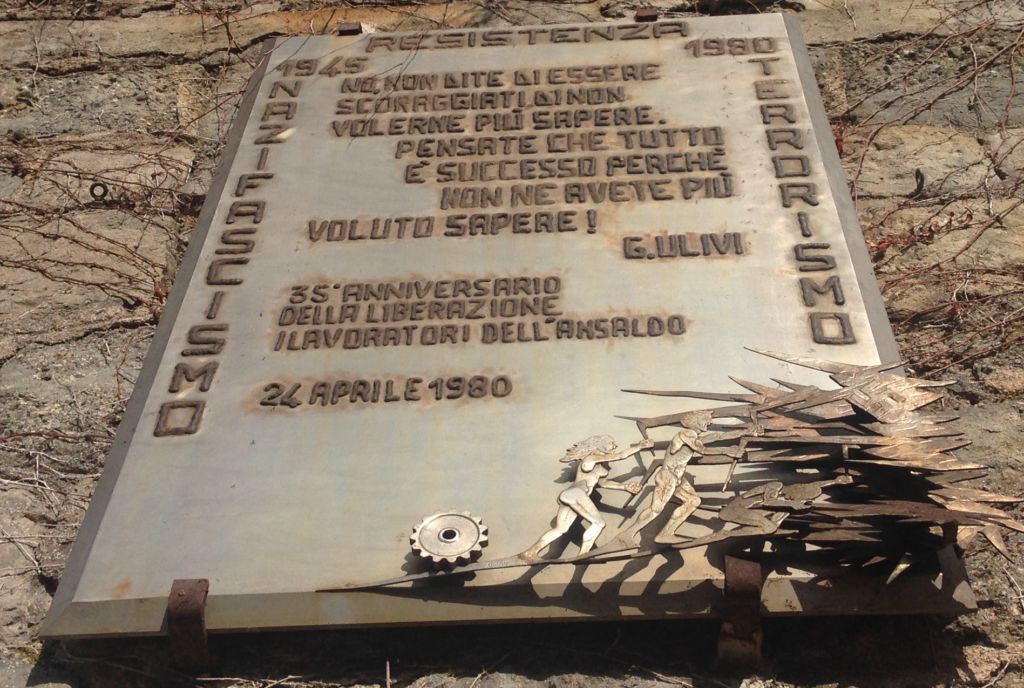 RESISTENZA
1945
1980
NAZIFASCISMO
TERRORISMO
NO, NON DITE DI ESSERE
SCORAGGIATI, DI NON
VOLERNE PIÙ SAPERE.
PENSATE CHE TUTTO
È SUCCESSO PERCHÈ
NON NE AVETE PIÙ
VOLUTO SAPERE!
G. ULIVI
35° ANNIVERSARIO
DELLA LIBERAZIONE
I LAVORATORI DELL'ANSALDO
24 APRILE 1980